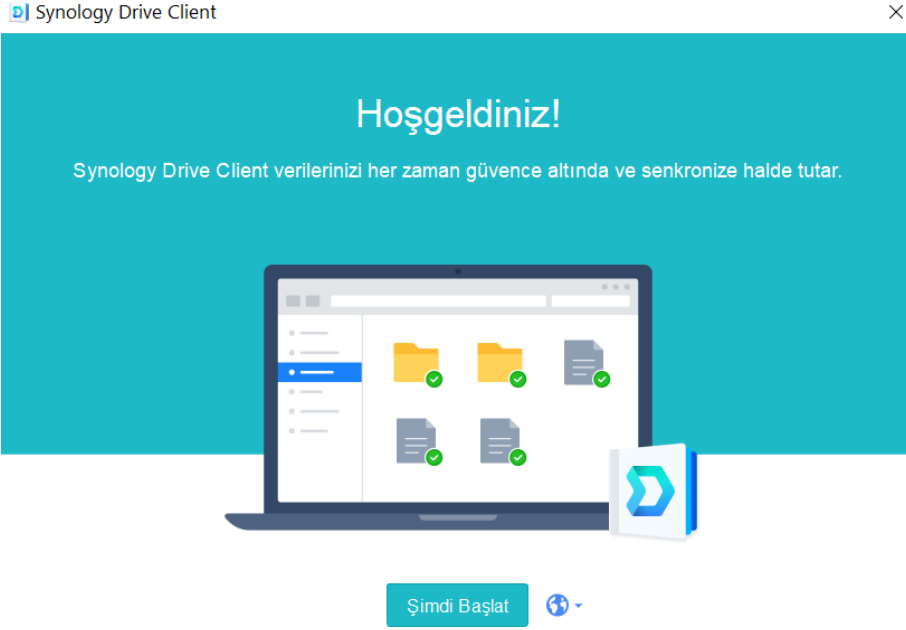 Synology Drive Client
Hoşgeldiniz!
Synology Drive Client verilerinizi her zaman güvence altında ve senkronize halde tutar.
Şimdi Başlat